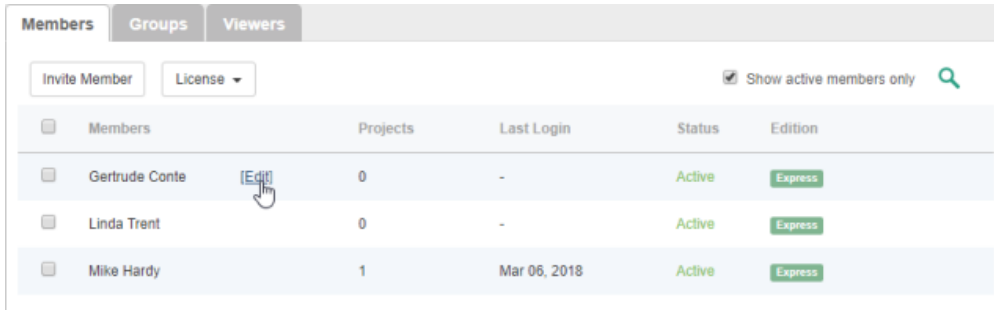 Members Groups Viewers
Invite Member License Show active members only
Members Projects Last Login Status Edition
Gertrude Conte [Edit] 0 - Active Express
Linda Trent 0 - Active Express
Mike Hardy 1 Mar 06, 2018 Active Express